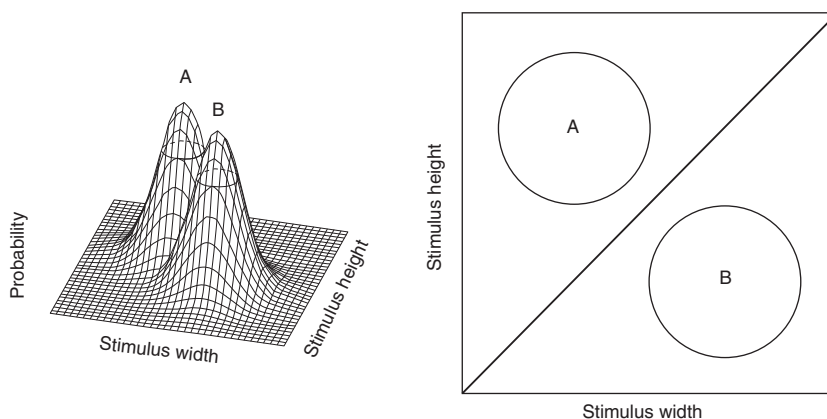 A
B
Probability
Stimulus width
Stimulus height
Stimulus height
A
B
Stimulus width